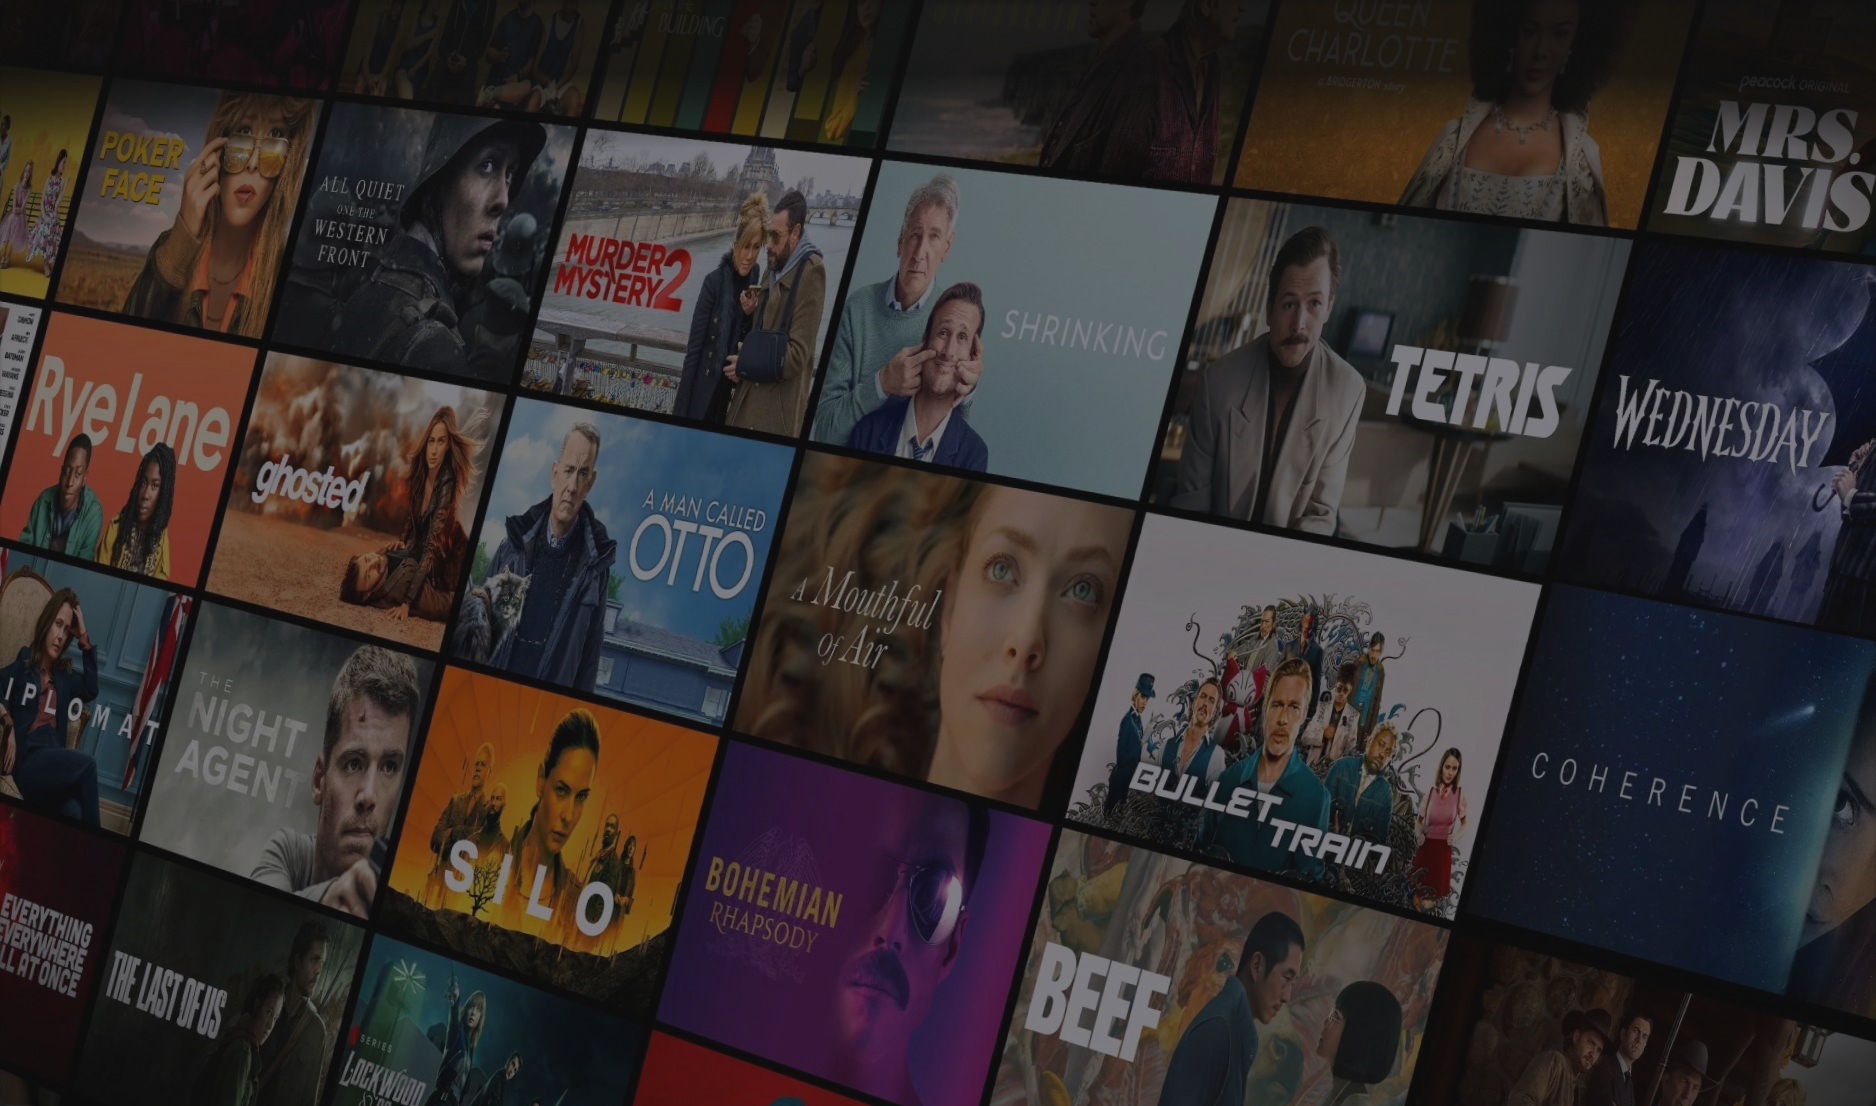 BUILDING
QUEEN
CHARLOTTE
a BRIDGERTON story
peacock ORIGINAL
MRS.
DAVIS
POKER
FACE
ALL QUIET
ON THE
WESTERN
FRONT
MURDER
MYSTERY 2
SHRINKING
TETRIS
WEDNESDAY
Rye Lane
ghosted
A MAN CALLED
OTTO
A Mouthful
of Air
BULLET
TRAIN
COHERENCE
IPLOMAT
THE
NIGHT
AGENT
SILO
BOHEMIAN
RHAPSODY
BEEF
EVERYTHING
EVERYWHERE
LL AT ONCE
THE LAST OF US
SERIES
LOCKWOOD